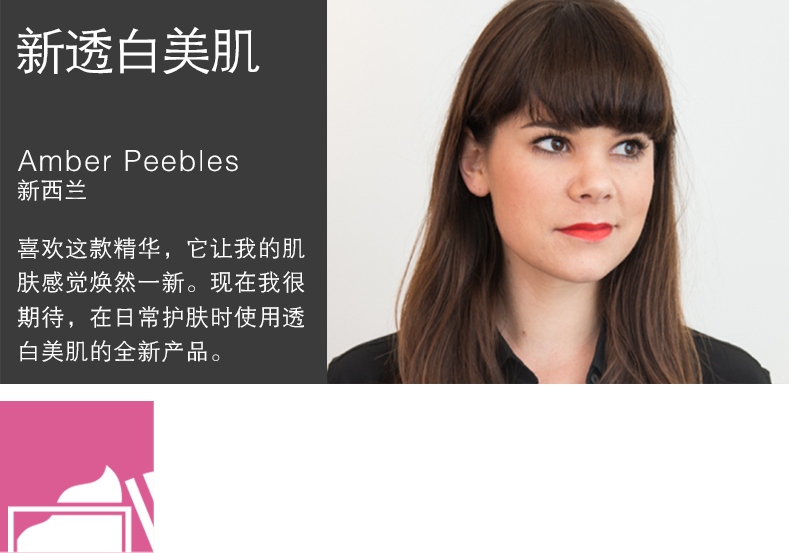 新透白美肌
Amber Peebles
新西兰
喜欢这款精华，它让我的肌
肤感觉焕然一新。现在我很
期待，在日常护肤时使用透
白美肌的全新产品。